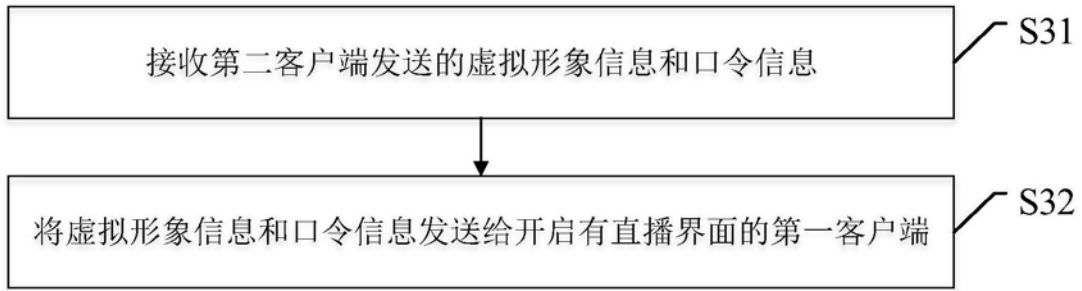 接收第二客户端发送的虚拟形象信息和口令信息
S31
将虚拟形象信息和口令信息发送给开启有直播界面的第一客户端
S32